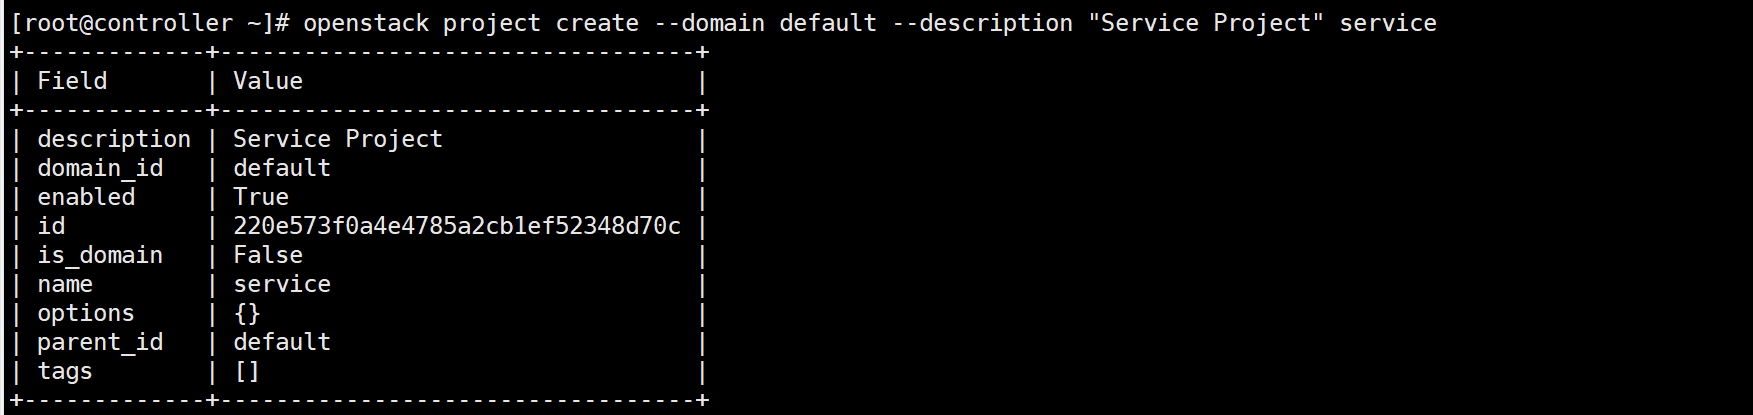 [root@controller ~]# openstack project create --domain default --description "Service Project" service
+-------------+----------------------------------+
| Field       | Value                            |
+-------------+----------------------------------+
| description | Service Project                  |
| domain_id   | default                          |
| enabled     | True                             |
| id          | 220e573f0a4e4785a2cb1ef52348d70c |
| is_domain   | False                            |
| name        | service                          |
| options     | {}                               |
| parent_id   | default                          |
| tags        | []                               |
+-------------+----------------------------------+